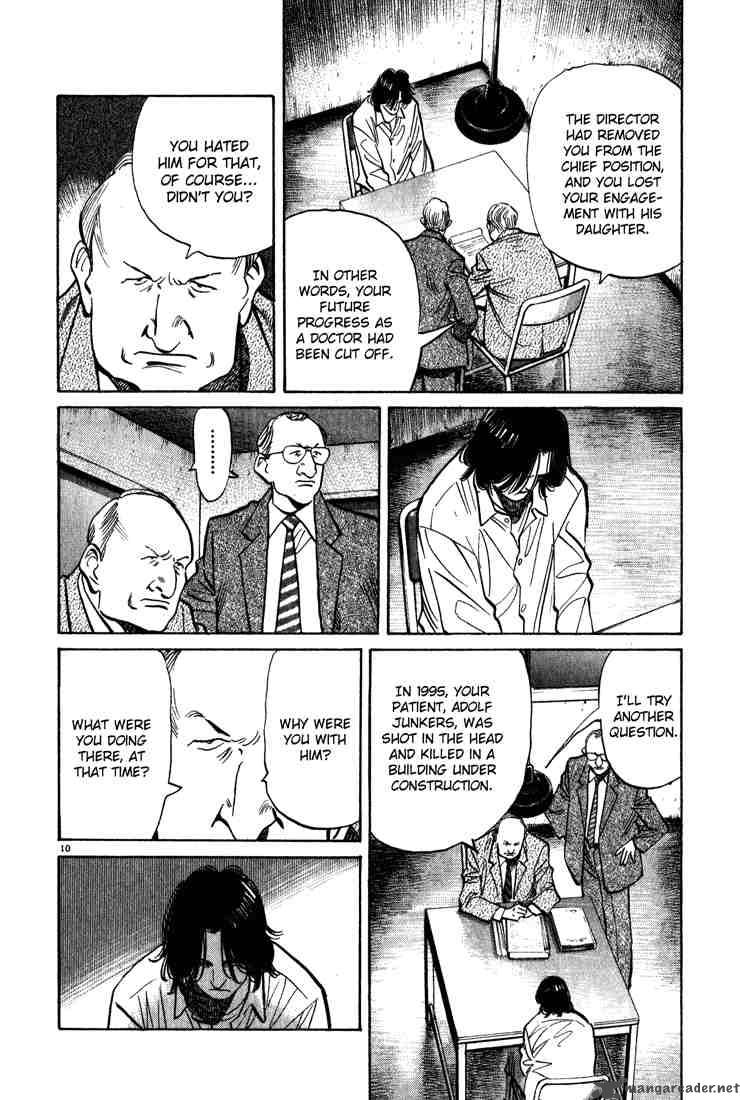 THE DIRECTOR
HAD REMOVED
YOU FROM THE
CHIEF POSITION,
AND YOU LOST
YOUR ENGAGE-
MENT WITH HIS
DAUGHTER.
IN OTHER
WORDS, YOUR
FUTURE
PROGRESS AS
A DOCTOR HAD
BEEN CUT OFF.
YOU HATED
HIM FOR THAT,
OF COURSE...
DIDN'T YOU?
........
I'LL TRY
ANOTHER
QUESTION.
IN 1995, YOUR
PATIENT, ADOLF
JUNKERS, WAS
SHOT IN THE HEAD
AND KILLED IN A
BUILDING UNDER
CONSTRUCTION.
WHY WERE
YOU WITH
HIM?
WHAT WERE
YOU DOING
THERE, AT
THAT TIME?
10
mangareader.net